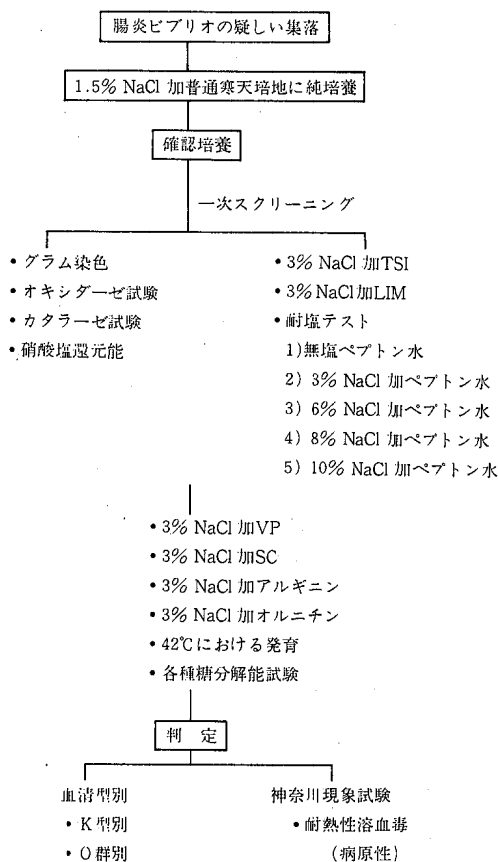 腸炎ビブリオの疑しい集落
1.5% NaCl 加普通寒天培地に純培養
確認培養
一次スクリーニング
• グラム染色
• オキシダーゼ試験
• カタラーゼ試験
• 硝酸塩還元能
• 3% NaCl 加TSI
• 3% NaCl加LIM
• 耐塩テスト
1)無塩ペプトン水
2) 3% NaCl 加ペプトン水
3) 6% NaCl 加ペプトン水
4) 8% NaCl 加ペプトン水
5) 10% NaCl 加ペプトン水
• 3% NaCl 加VP
• 3% NaCl 加SC
• 3% NaCl 加アルギニン
• 3% NaCl 加オルニチン
• 42℃における発育
• 各種糖分解能試験
判 定
血清型別
• K 型別
• O 群別
神奈川現象試験
• 耐熱性溶血毒
(病原性)